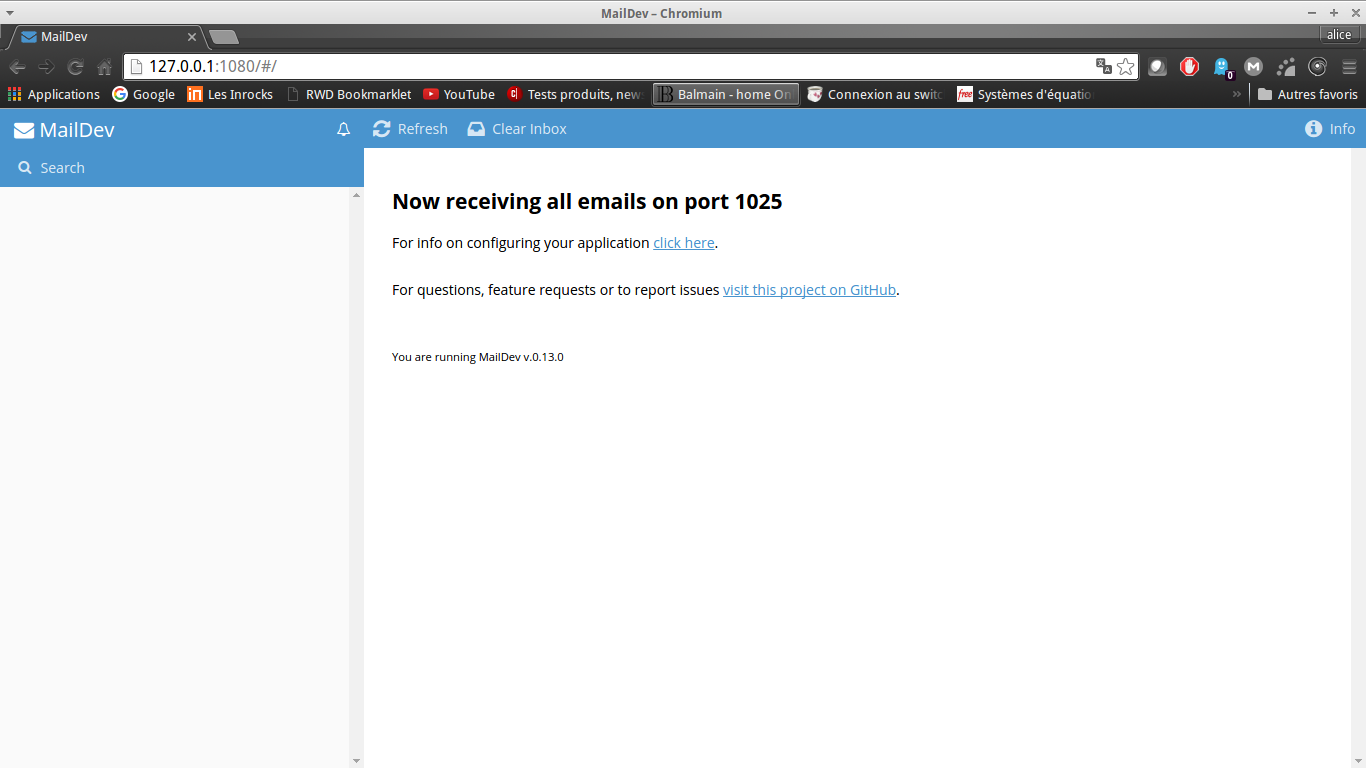 MailDev – Chromium
MailDev
alice
127.0.0.1:1080/#/
0
Applications Google Les Inrocks RWD Bookmarklet YouTube Tests produits, new Balmain - home On Connexion au swit Systèmes d'équatio » Autres favoris
MailDev Refresh Clear Inbox Info
Search
Now receiving all emails on port 1025
For info on configuring your application click here.
For questions, feature requests or to report issues visit this project on GitHub.
You are running MailDev v.0.13.0